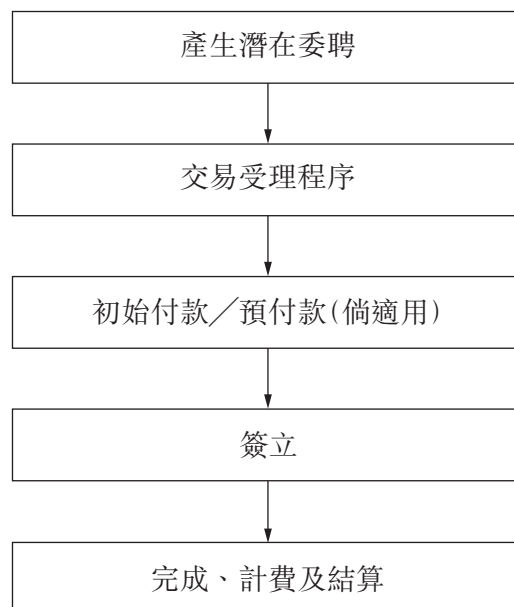 產生潛在委聘
交易受理程序
初始付款／預付款(倘適用)
簽立
完成、計費及結算